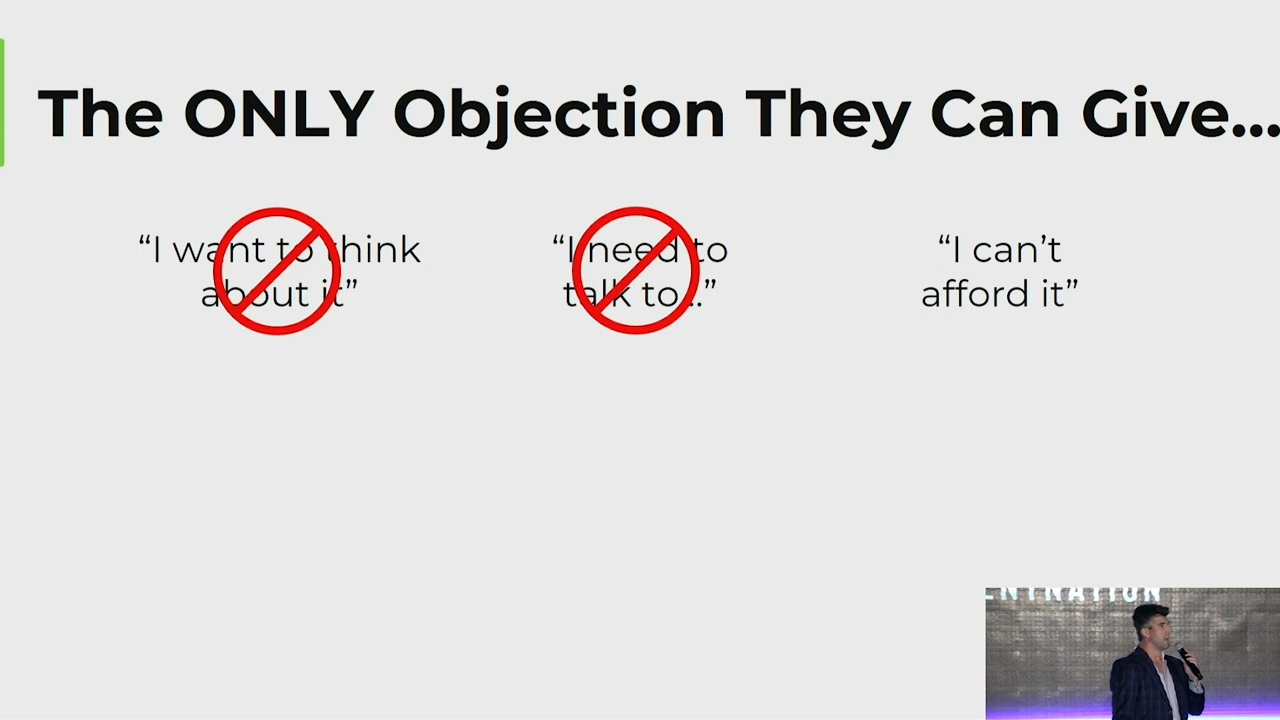 The ONLY Objection They Can Give...
“I want to think
about it”
“I need to
talk to...”
“I can’t
afford it”